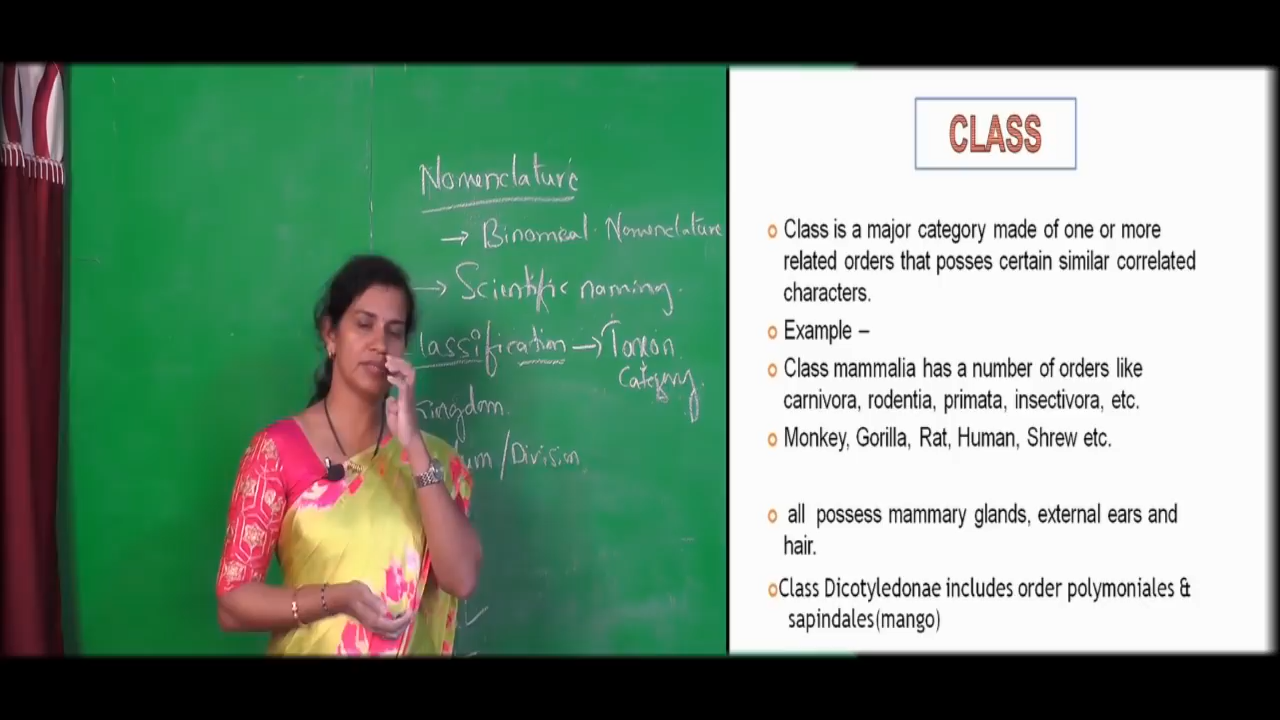 Nomenclature
→ Binomial Nomenclature
→ Scientific naming.
lassification → Taxon
Category.
Kingdom.
lum / Division.
CLASS
Class is a major category made of one or more
related orders that posses certain similar correlated
characters.
Example –
Class mammalia has a number of orders like
carnivora, rodentia, primata, insectivora, etc.
Monkey, Gorilla, Rat, Human, Shrew etc.
all possess mammary glands, external ears and
hair.
Class Dicotyledonae includes order polymoniales &
sapindales(mango)